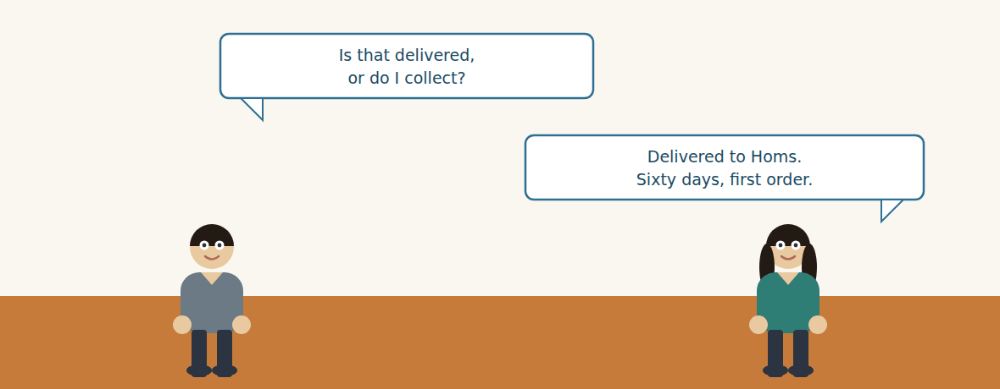 Is that delivered,
or do I collect?
Delivered to Homs.
Sixty days, first order.